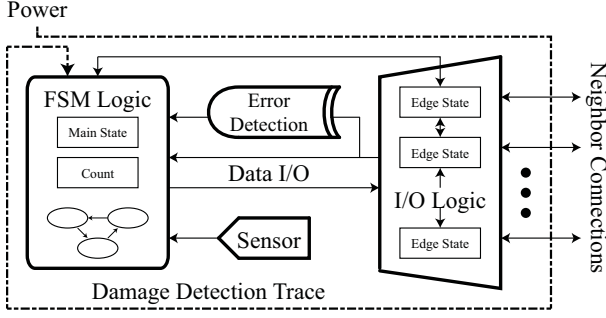 Power
FSM Logic
Main State
Count
Error
Detection
Data I/O
Sensor
Edge State
Edge State
I/O Logic
Edge State
Neighbor Connections
Damage Detection Trace